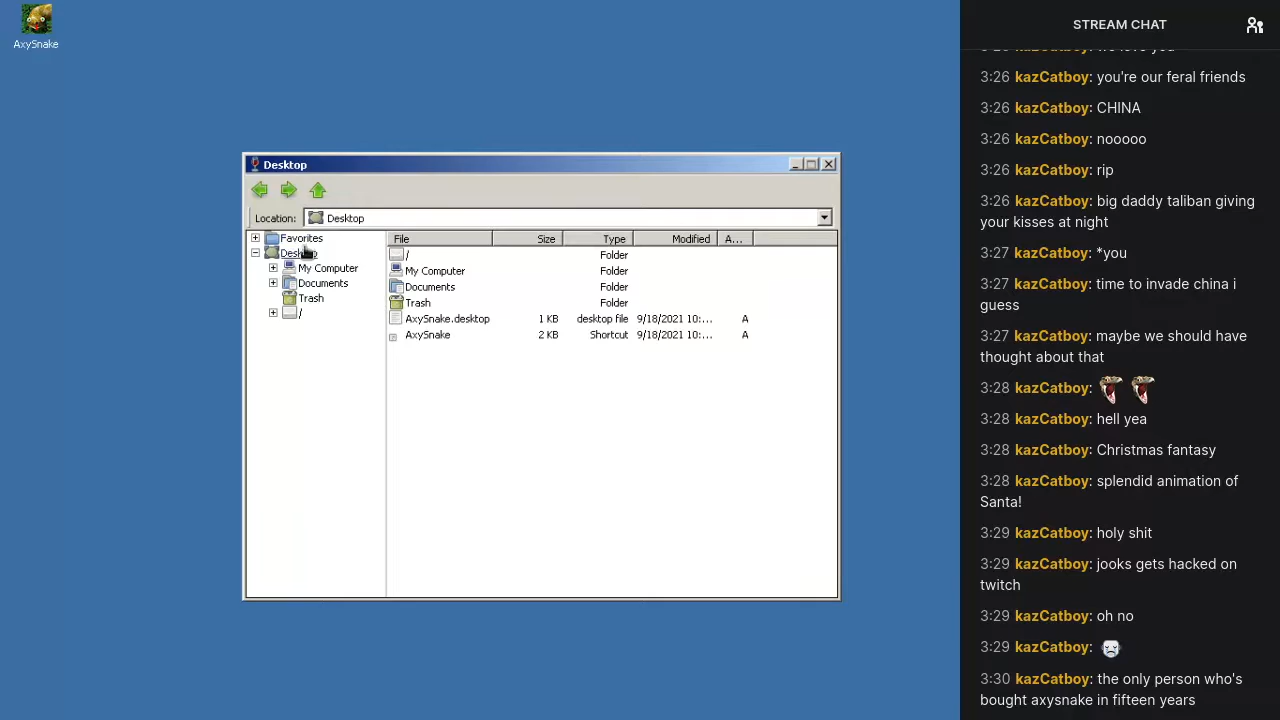 AxySnake
Desktop
Location: Desktop
Favorites
Desktop
My Computer
Documents
Trash
/
File Size Type Modified A...
/ Folder
My Computer Folder
Documents Folder
Trash Folder
AxySnake.desktop 1 KB desktop file 9/18/2021 10:... A
AxySnake 2 KB Shortcut 9/18/2021 10:... A
STREAM CHAT
3:26 kazCatboy: you're our feral friends
3:26 kazCatboy: CHINA
3:26 kazCatboy: nooooo
3:26 kazCatboy: rip
3:26 kazCatboy: big daddy taliban giving
your kisses at night
3:27 kazCatboy: *you
3:27 kazCatboy: time to invade china i
guess
3:27 kazCatboy: maybe we should have
thought about that
3:28 kazCatboy:
3:28 kazCatboy: hell yea
3:28 kazCatboy: Christmas fantasy
3:28 kazCatboy: splendid animation of
Santa!
3:29 kazCatboy: holy shit
3:29 kazCatboy: jooks gets hacked on
twitch
3:29 kazCatboy: oh no
3:29 kazCatboy:
3:30 kazCatboy: the only person who's
bought axysnake in fifteen years